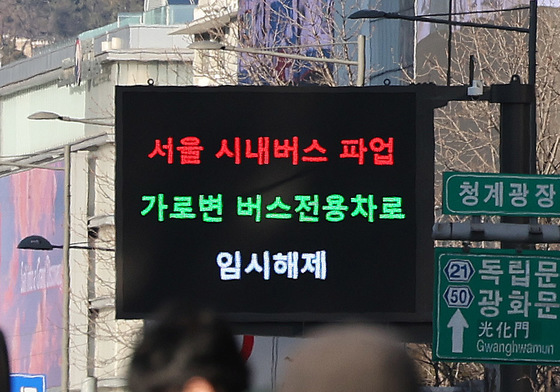 서울 시내버스 파업
가로변 버스전용차로
임시해제
청계광장
21 독립문
50 광화문
光化門
Gwanghwamun